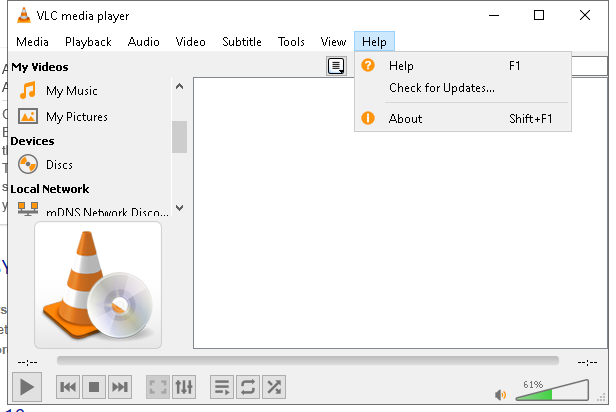 VLC media player
Media Playback Audio Video Subtitle Tools View Help
My Videos
My Music
My Pictures
Devices
Discs
Local Network
mDNS Network Disco...
Help F1
Check for Updates...
About Shift+F1
--:-- --:--
61%